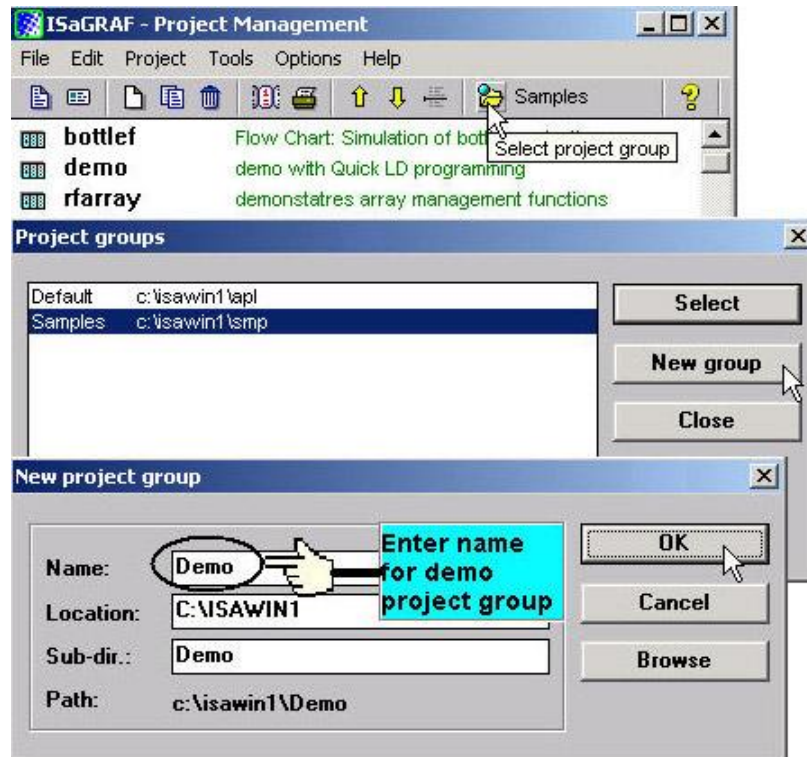 ISaGRAF - Project Management
File Edit Project Tools Options Help
Samples
bottlef Flow Chart: Simulation of bot
Select project group
demo demo with Quick LD programming
rfarray demonstatres array management functions
Project groups
Default c:\isawin1\apl
Samples c:\isawin1\smp
Select
New group
Close
New project group
Name: Demo
Enter name
for demo
project group
Location: C:\ISAWIN1
Sub-dir.: Demo
Path: c:\isawin1\Demo
OK
Cancel
Browse